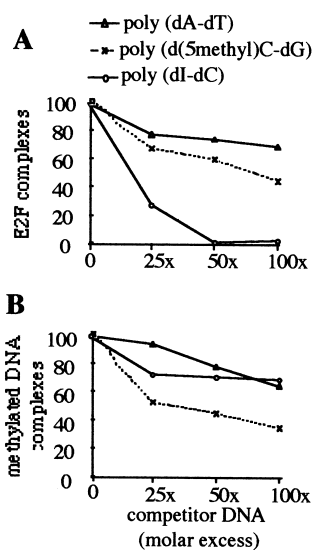 A
poly (dA-dT)
poly (d(5methyl)C-dG)
poly (dI-dC)
E2F complexes
100
80
60
40
20
0
0 25x 50x 100x
B
methylated DNA
complexes
100
80
60
40
20
0
0 25x 50x 100x
competitor DNA
(molar excess)